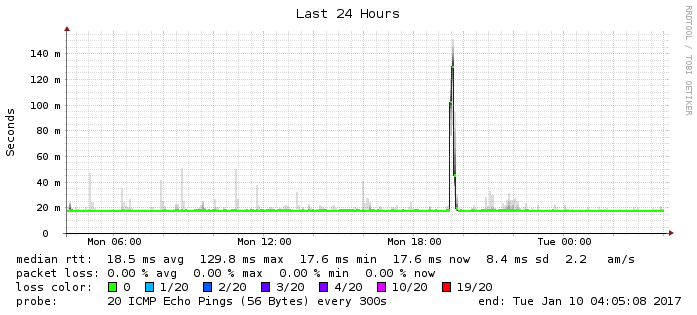 Last 24 Hours
RRDTOOL / TOBI OETIKER
Seconds
140 m
120 m
100 m
80 m
60 m
40 m
20 m
0
Mon 06:00 Mon 12:00 Mon 18:00 Tue 00:00
median rtt: 18.5 ms avg 129.8 ms max 17.6 ms min 17.6 ms now 8.4 ms sd 2.2 am/s
packet loss: 0.00 % avg 0.00 % max 0.00 % min 0.00 % now
loss color: 0 1/20 2/20 3/20 4/20 10/20 19/20
probe: 20 ICMP Echo Pings (56 Bytes) every 300s end: Tue Jan 10 04:05:08 2017